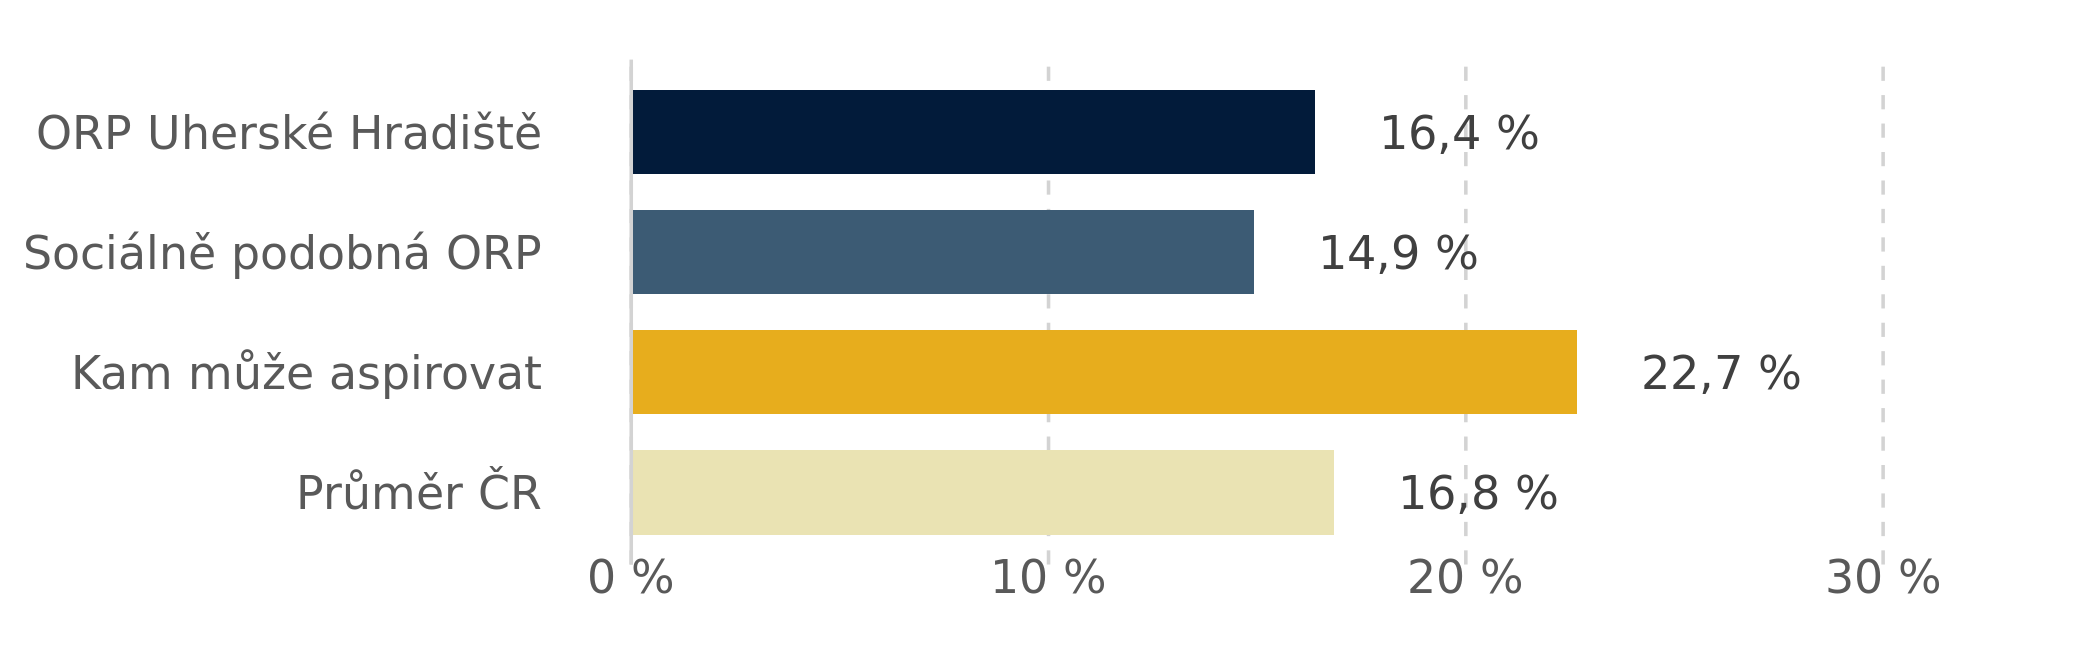 ORP Uherské Hradiště 16,4 %
Sociálně podobná ORP 14,9 %
Kam může aspirovat 22,7 %
Průměr ČR 16,8 %
0 % 10 % 20 % 30 %